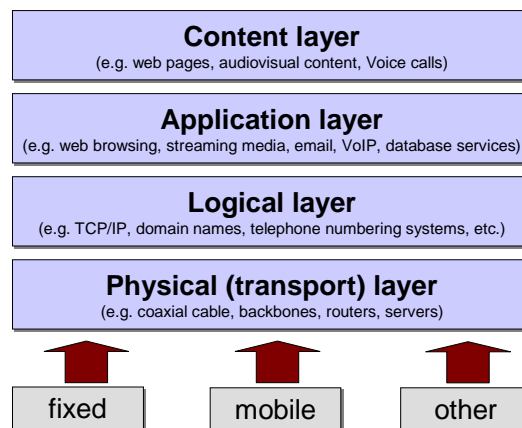 Content layer
(e.g. web pages, audiovisual content, Voice calls)
Application layer
(e.g. web browsing, streaming media, email, VoIP, database services)
Logical layer
(e.g. TCP/IP, domain names, telephone numbering systems, etc.)
Physical (transport) layer
(e.g. coaxial cable, backbones, routers, servers)
fixed mobile other